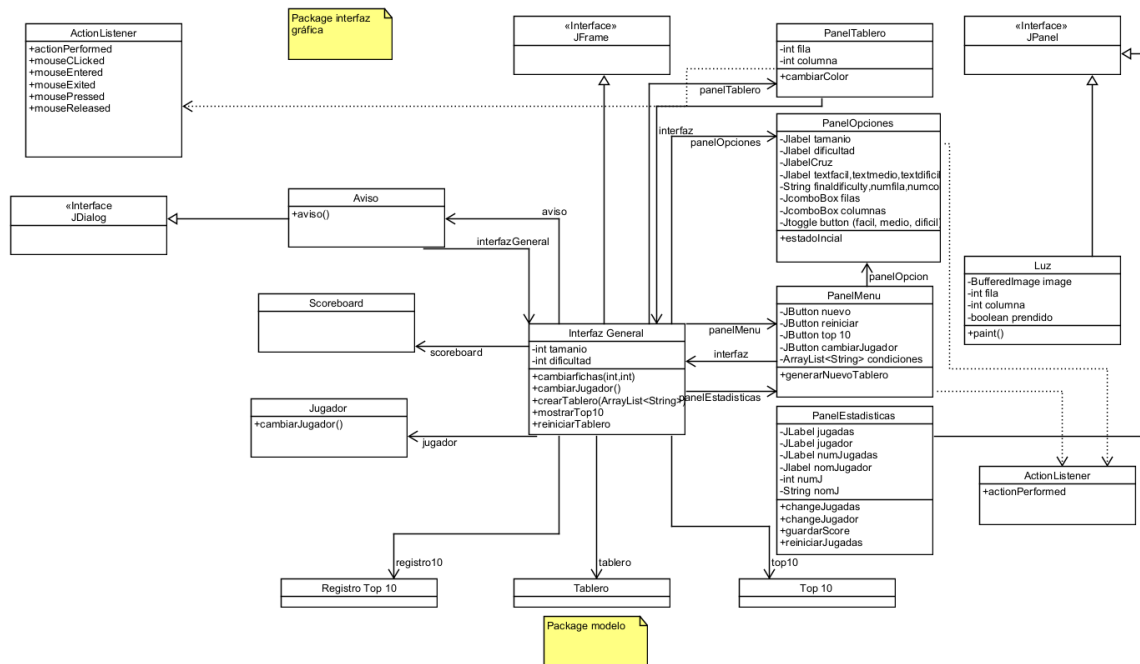 ActionListener
+actionPerformed
+mouseCLicked
+mouseEntered
+mouseExited
+mousePressed
+mouseReleased
Package interfaz
gráfica
«Interface»
JFrame
PanelTablero
-int fila
-int columna
+cambiarColor
«Interface»
JPanel
panelTablero
interfaz
panelOpciones
PanelOpciones
-Jlabel tamanio
-Jlabel dificultad
-JlabelCruz
-Jlabel textfacil,textmedio,textdificil
-String finaldificulty,numfila,numco
-JcomboBox filas
-JcomboBox columnas
-Jtoggle button (facil, medio, dificil)
+estadoIncial
«Interface
JDialog
Aviso
+aviso()
aviso
interfazGeneral
panelOpcion
Luz
-BufferedImage image
-int fila
-int columna
-boolean prendido
+paint()
Scoreboard
scoreboard
Interfaz General
-int tamanio
-int dificultad
+cambiarfichas(int,int)
+cambiarJugador()
+crearTablero(ArrayList<String>)
+mostrarTop10
+reiniciarTablero
panelMenu
interfaz
panelEstadisticas
PanelMenu
-JButton nuevo
-JButton reiniciar
-JButton top 10
-JButton cambiarJugador
-ArrayList<String> condiciones
+generarNuevoTablero
Jugador
+cambiarJugador()
jugador
PanelEstadisticas
-JLabel jugadas
-JLabel jugador
-JLabel numJugadas
-Jlabel nomJugador
-int numJ
-String nomJ
+changeJugadas
+changeJugador
+guardarScore
+reiniciarJugadas
ActionListener
+actionPerformed
registro10
tablero
top10
Registro Top 10
Tablero
Top 10
Package modelo